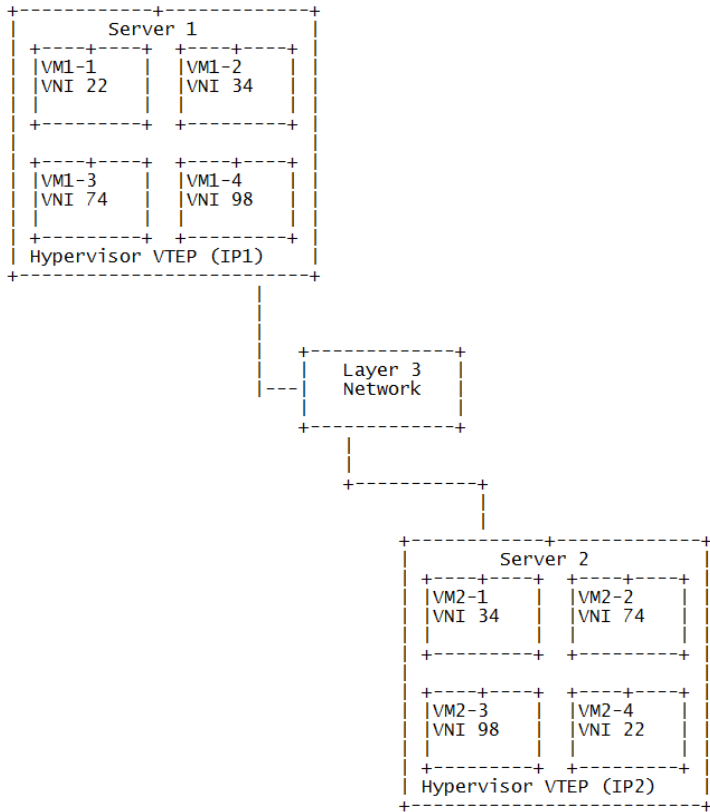 Server 1
VM1-1 VM1-2
VNI 22 VNI 34
VM1-3 VM1-4
VNI 74 VNI 98
Hypervisor VTEP (IP1)
Layer 3
Network
Server 2
VM2-1 VM2-2
VNI 34 VNI 74
VM2-3 VM2-4
VNI 98 VNI 22
Hypervisor VTEP (IP2)